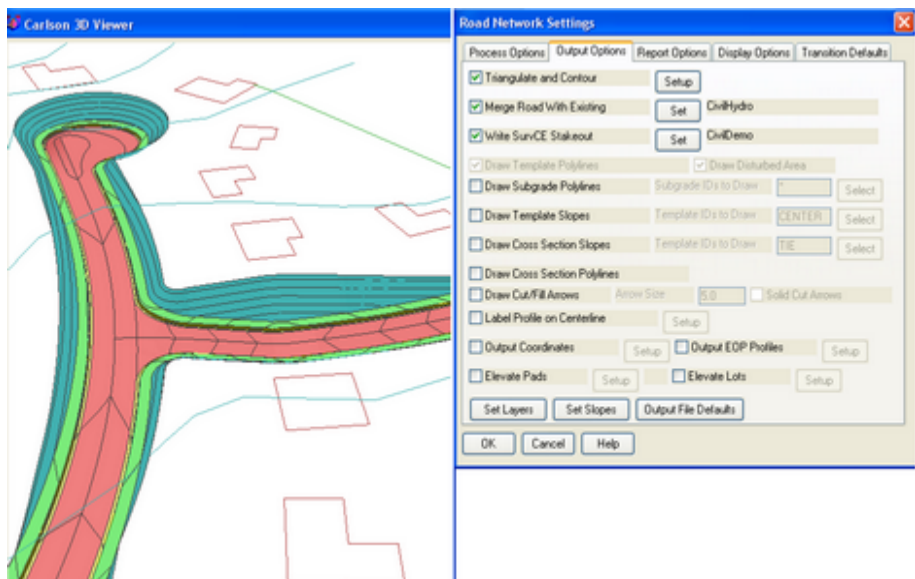 Carlson 3D Viewer
Road Network Settings
Process Options Output Options Report Options Display Options Transition Defaults
Triangulate and Contour Setup
Merge Road With Existing Set CivilHydro
Write SurvCE Stakeout Set CivilDemo
Draw Template Polylines Draw Disturbed Area
Draw Subgrade Polylines Subgrade IDs to Draw * Select
Draw Template Slopes Template IDs to Draw CENTER Select
Draw Cross Section Slopes Template IDs to Draw TIE Select
Draw Cross Section Polylines
Draw Cut/Fill Arrows Arrow Size 5.0 Solid Cut Arrows
Label Profile on Centerline Setup
Output Coordinates Setup Output EOP Profiles Setup
Elevate Pads Setup Elevate Lots Setup
Set Layers Set Slopes Output File Defaults
OK Cancel Help